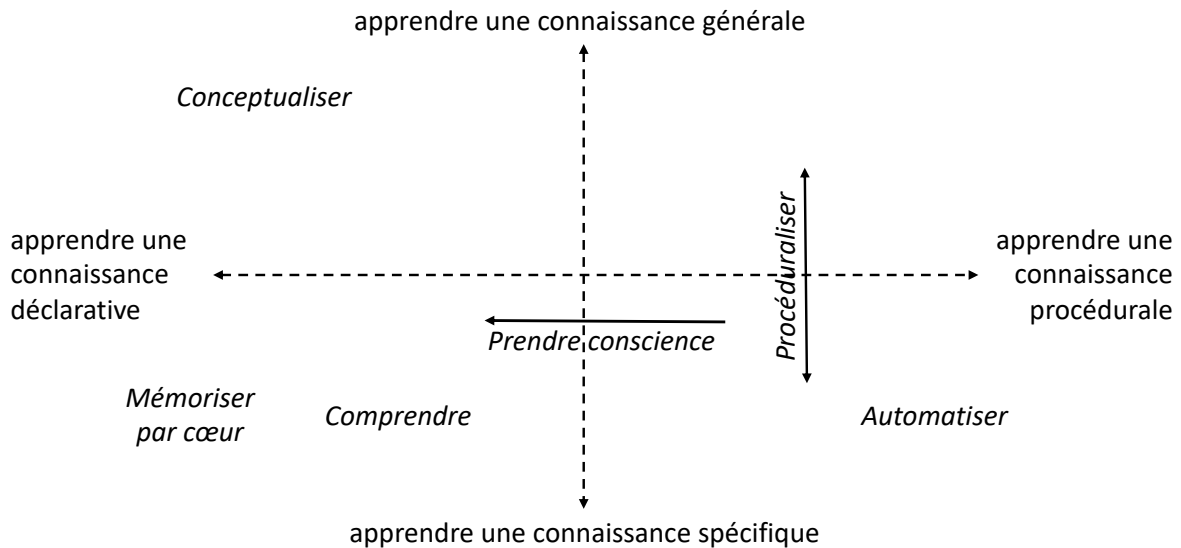 apprendre une connaissance générale
Conceptualiser
Procéduraliser
apprendre une
connaissance
déclarative
apprendre une
connaissance
procédurale
Prendre conscience
Mémoriser
par cœur
Comprendre
Automatiser
apprendre une connaissance spécifique